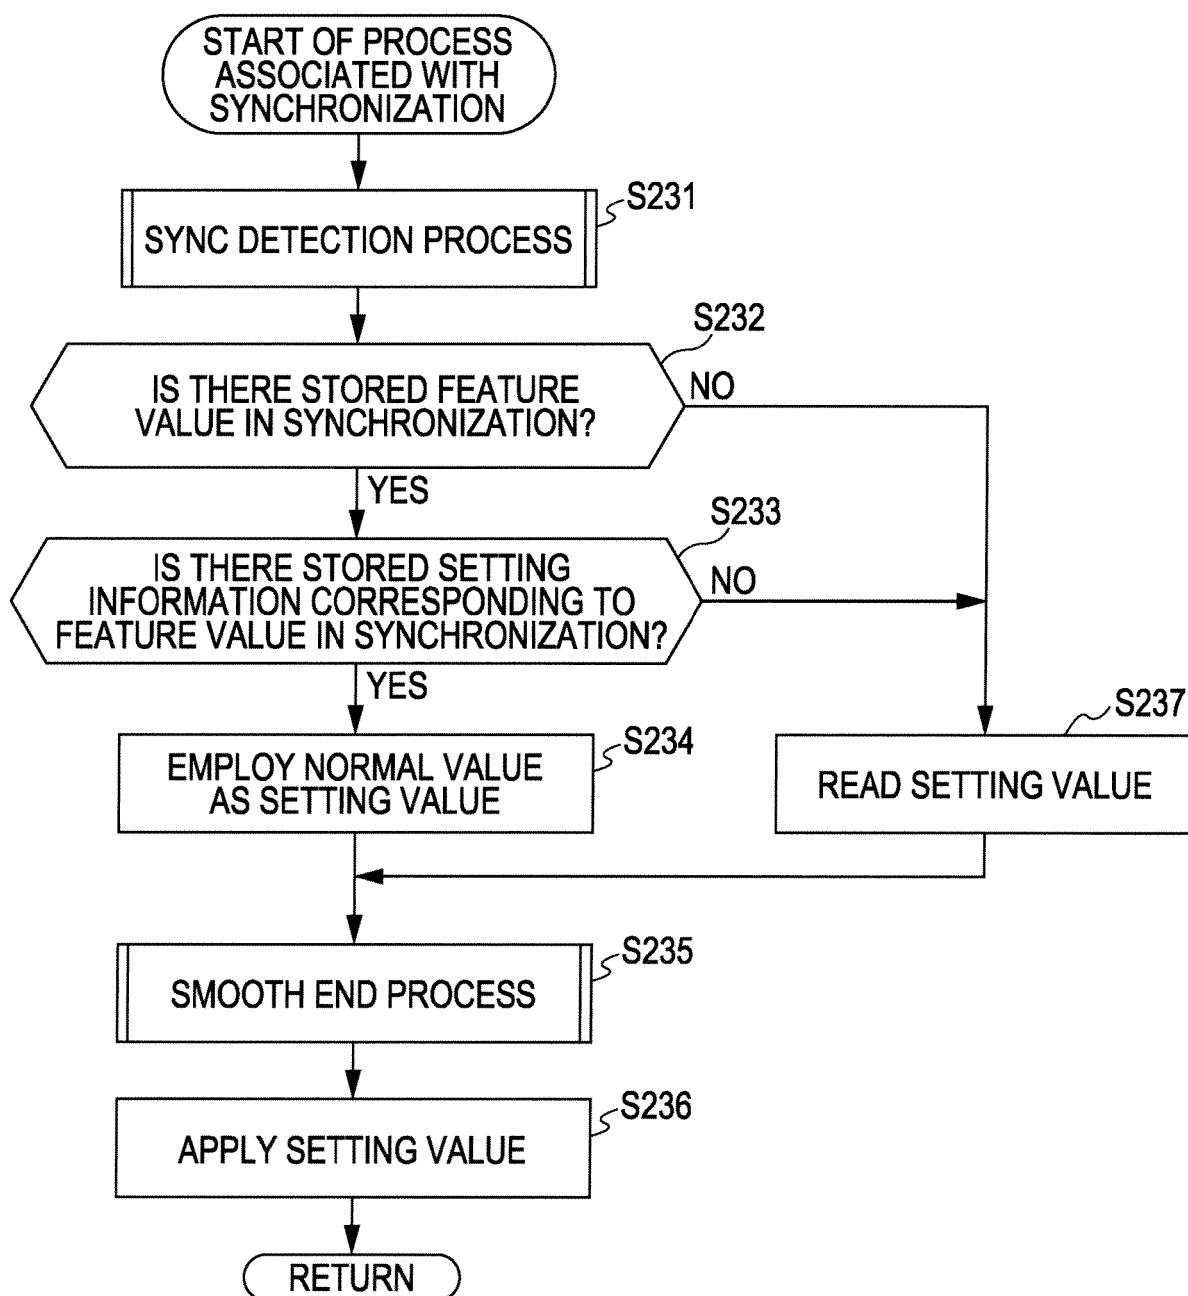 START OF PROCESS
ASSOCIATED WITH
SYNCHRONIZATION
S231
SYNC DETECTION PROCESS
S232
IS THERE STORED FEATURE
VALUE IN SYNCHRONIZATION?
NO
YES
S233
IS THERE STORED SETTING
INFORMATION CORRESPONDING TO
FEATURE VALUE IN SYNCHRONIZATION?
NO
YES
S234
EMPLOY NORMAL VALUE
AS SETTING VALUE
S237
READ SETTING VALUE
S235
SMOOTH END PROCESS
S236
APPLY SETTING VALUE
RETURN